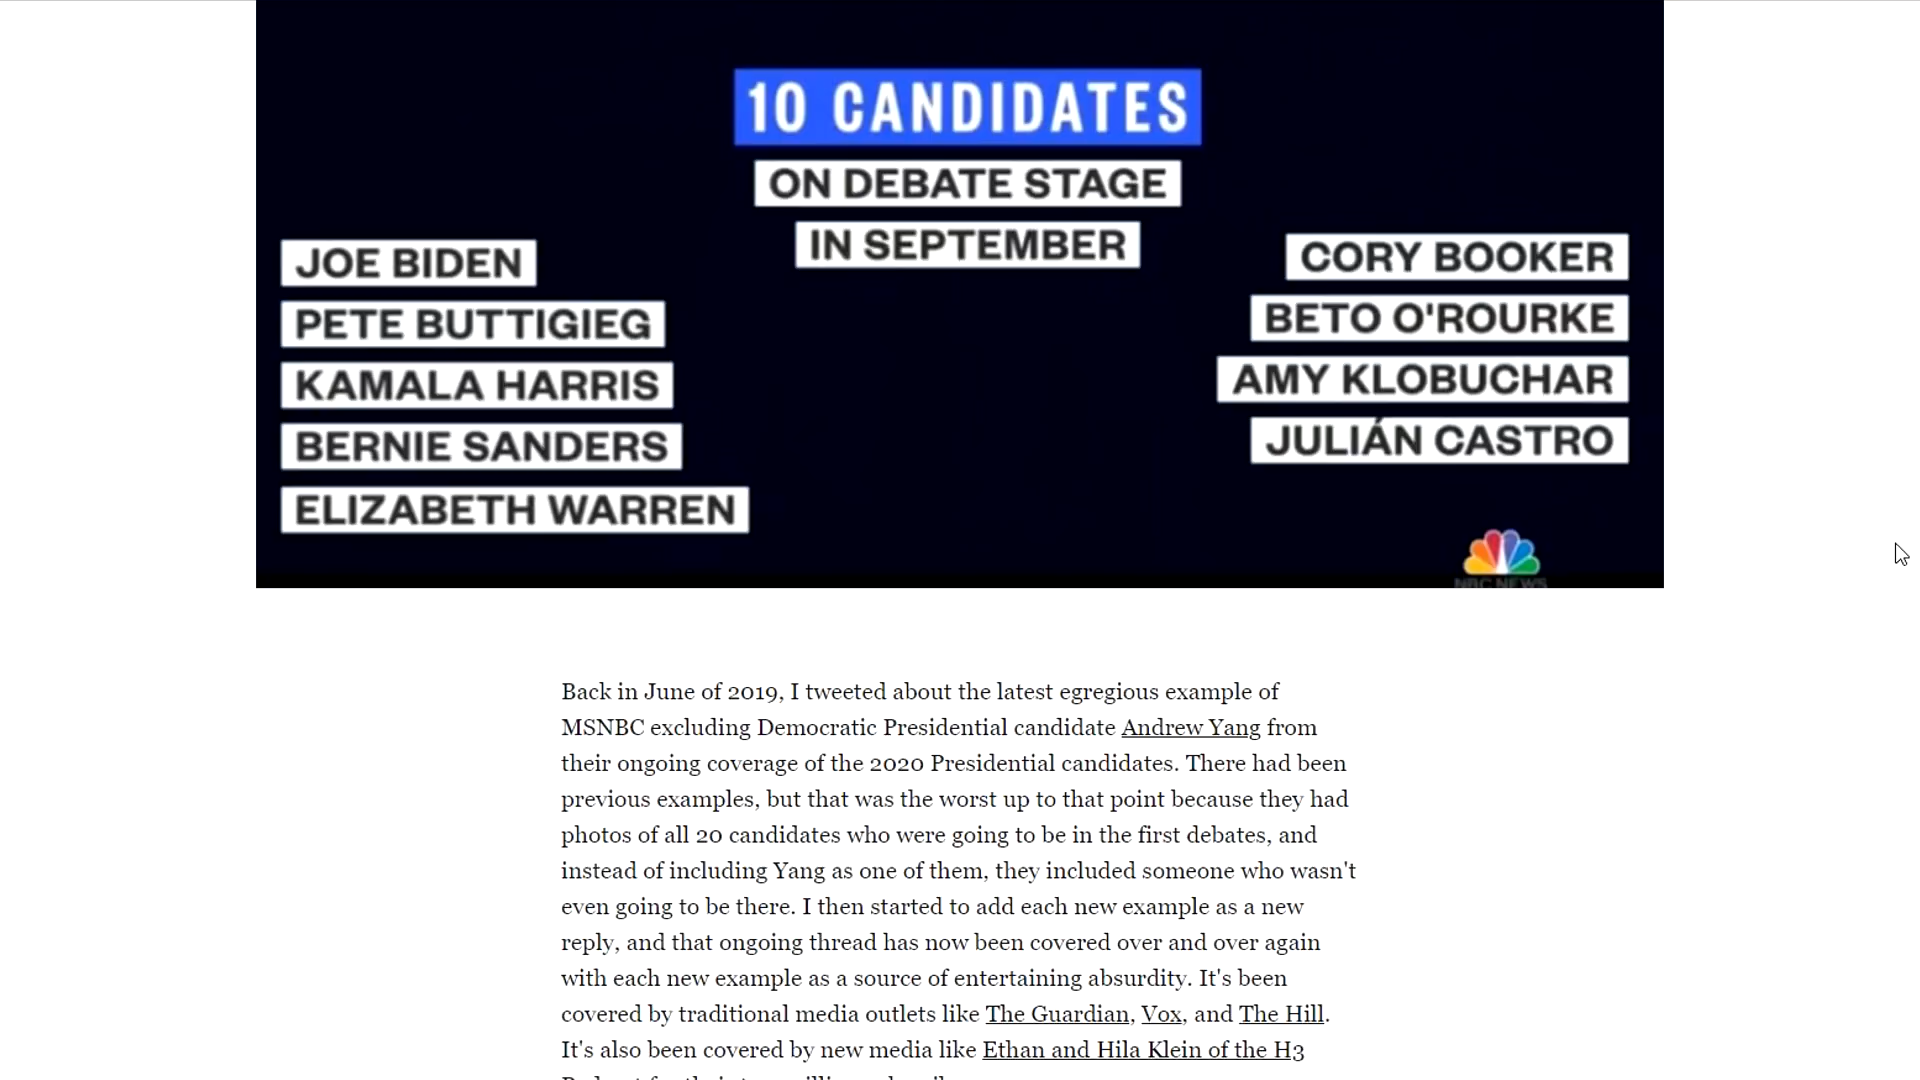 10 CANDIDATES
ON DEBATE STAGE
IN SEPTEMBER
JOE BIDEN
PETE BUTTIGIEG
KAMALA HARRIS
BERNIE SANDERS
ELIZABETH WARREN
CORY BOOKER
BETO O'ROURKE
AMY KLOBUCHAR
JULIÁN CASTRO
NBC NEWS
Back in June of 2019, I tweeted about the latest egregious example of
MSNBC excluding Democratic Presidential candidate Andrew Yang from
their ongoing coverage of the 2020 Presidential candidates. There had been
previous examples, but that was the worst up to that point because they had
photos of all 20 candidates who were going to be in the first debates, and
instead of including Yang as one of them, they included someone who wasn't
even going to be there. I then started to add each new example as a new
reply, and that ongoing thread has now been covered over and over again
with each new example as a source of entertaining absurdity. It's been
covered by traditional media outlets like The Guardian, Vox, and The Hill.
It's also been covered by new media like Ethan and Hila Klein of the H3